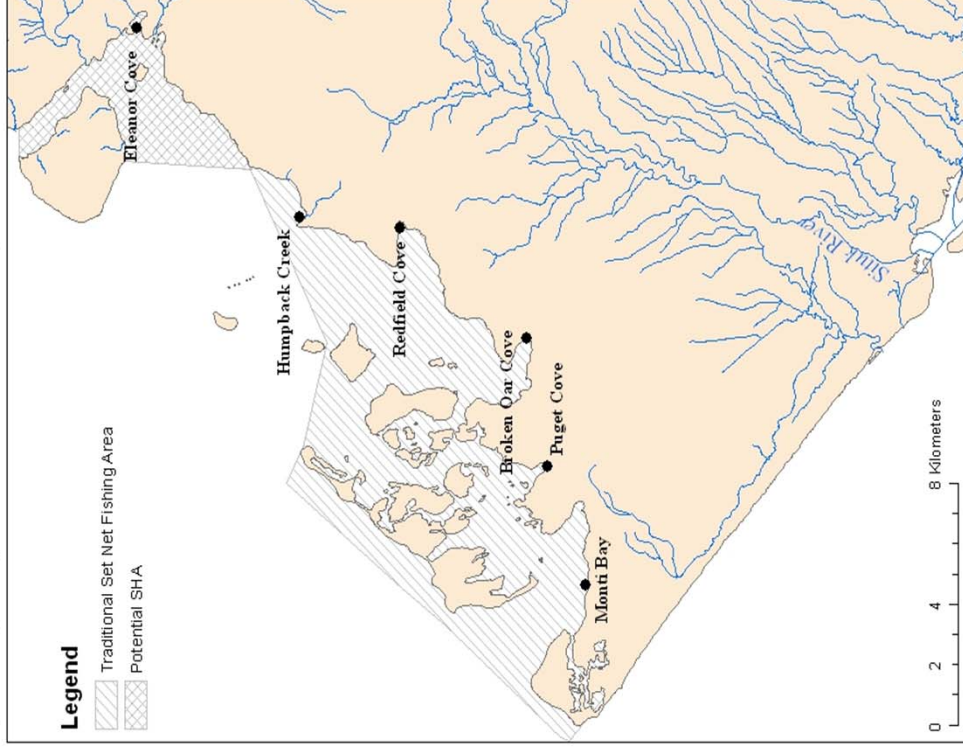 Legend
Traditional Set Net Fishing Area
Potential SHA
Eleanor Cove
Humpback Creek
Redfield Cove
Broken Oar Cove
Puget Cove
Monti Bay
Situk River
0 2 4 8 Kilometers